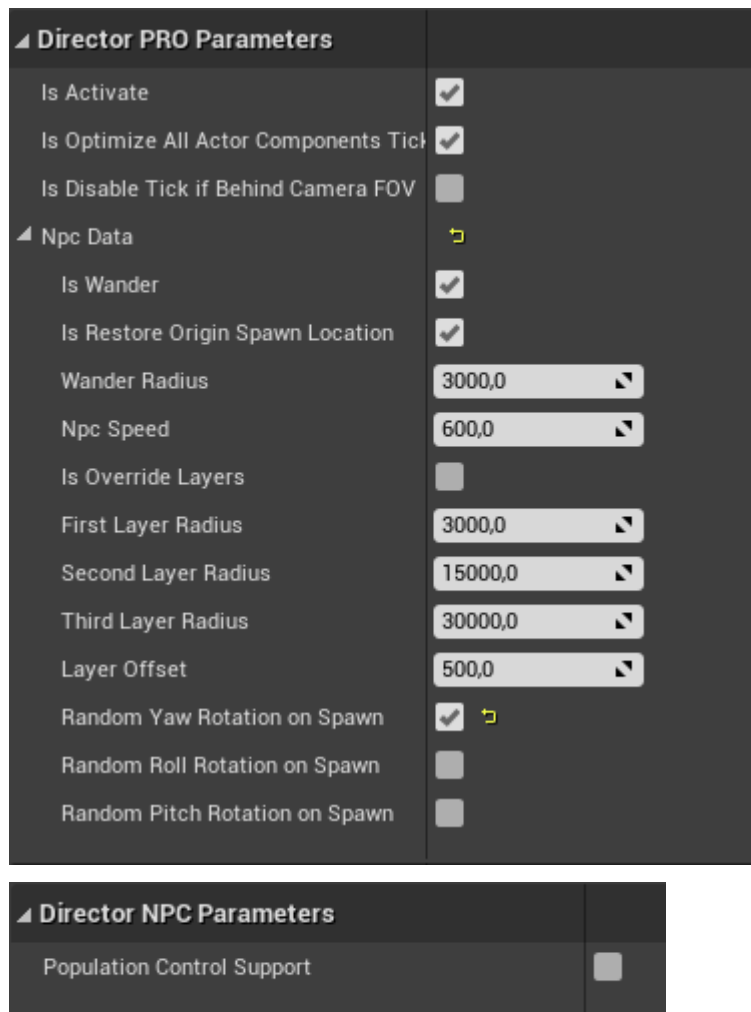 Director PRO Parameters
Is Activate
Is Optimize All Actor Components Tick
Is Disable Tick if Behind Camera FOV
Npc Data
Is Wander
Is Restore Origin Spawn Location
Wander Radius 3000,0
Npc Speed 600,0
Is Override Layers
First Layer Radius 3000,0
Second Layer Radius 15000,0
Third Layer Radius 30000,0
Layer Offset 500,0
Random Yaw Rotation on Spawn
Random Roll Rotation on Spawn
Random Pitch Rotation on Spawn
Director NPC Parameters
Population Control Support